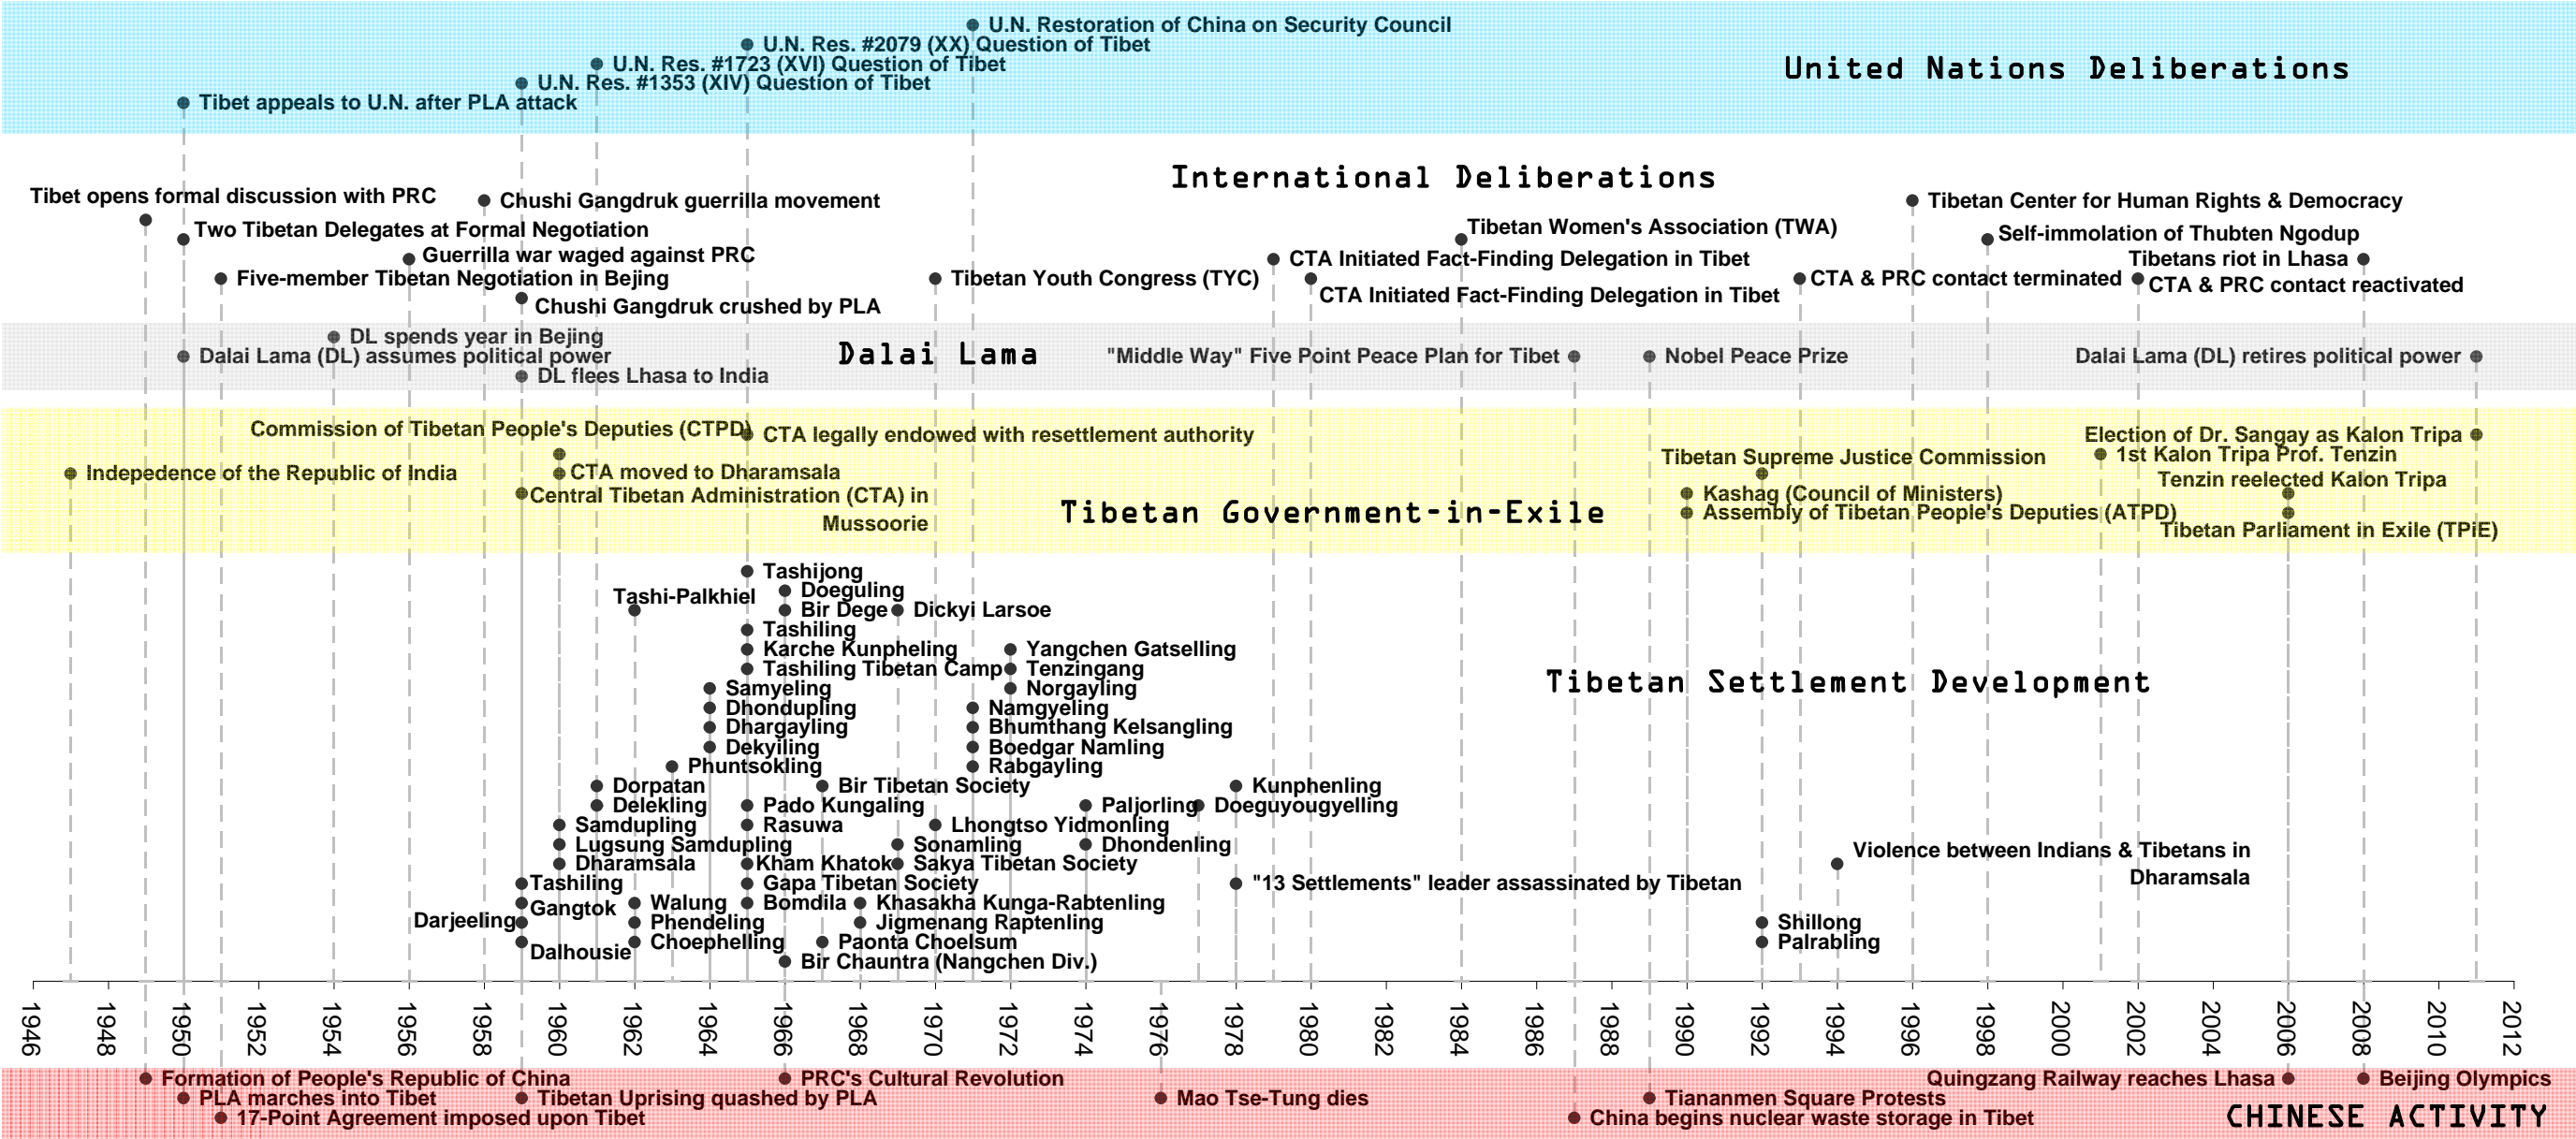 U.N. Restoration of China on Security Council
U.N. Res. #2079 (XX) Question of Tibet
U.N. Res. #1723 (XVI) Question of Tibet
United Nations Deliberations
U.N. Res. #1353 (XIV) Question of Tibet
Tibet appeals to U.N. after PLA attack
International Deliberations
Tibet opens formal discussion with PRC
Chushi Gangdruk guerrilla movement
Tibetan Center for Human Rights & Democracy
Two Tibetan Delegates at Formal Negotiation
Tibetan Women's Association (TWA)
Self-immolation of Thubten Ngodup
Guerrilla war waged against PRC
CTA Initiated Fact-Finding Delegation in Tibet
Tibetans riot in Lhasa
Five-member Tibetan Negotiation in Bejing
Tibetan Youth Congress (TYC)
CTA Initiated Fact-Finding Delegation in Tibet
CTA & PRC contact terminated
CTA & PRC contact reactivated
Chushi Gangdruk crushed by PLA
DL spends year in Bejing
Dalai Lama (DL) assumes political power
Dalai Lama
"Middle Way" Five Point Peace Plan for Tibet
Nobel Peace Prize
Dalai Lama (DL) retires political power
DL flees Lhasa to India
Commission of Tibetan People's Deputies (CTPD)
CTA legally endowed with resettlement authority
Election of Dr. Sangay as Kalon Tripa
Tibetan Supreme Justice Commission
1st Kalon Tripa Prof. Tenzin
Indepedence of the Republic of India
CTA moved to Dharamsala
Tenzin reelected Kalon Tripa
Central Tibetan Administration (CTA) in
Mussoorie
Kashag (Council of Ministers)
Tibetan Government-in-Exile
Assembly of Tibetan People's Deputies (ATPD)
Tibetan Parliament in Exile (TPiE)
Tashijong
Doeguling
Tashi-Palkhiel
Bir Dege
Dickyi Larsoe
Tashiling
Karche Kunpheling
Yangchen Gatselling
Tashiling Tibetan Camp
Tenzingang
Tibetan Settlement Development
Samyeling
Norgayling
Dhondupling
Namgyeling
Dhargayling
Bhumthang Kelsangling
Dekyiling
Boedgar Namling
Phuntsokling
Rabgayling
Dorpatan
Bir Tibetan Society
Kunphenling
Delekling
Pado Kungaling
Paljorling
Doeguyougyelling
Samdupling
Rasuwa
Lhongtso Yidmonling
Lugsung Samdupling
Sonamling
Dhondenling
Dharamsala
Kham Khatok
Sakya Tibetan Society
Violence between Indians & Tibetans in
Dharamsala
Tashiling
Gapa Tibetan Society
"13 Settlements" leader assassinated by Tibetan
Gangtok
Walung
Bomdila
Khasakha Kunga-Rabtenling
Darjeeling
Phendeling
Jigmenang Raptenling
Shillong
Dalhousie
Choephelling
Paonta Choelsum
Palrabling
Bir Chauntra (Nangchen Div.)
1946 1948 1950 1952 1954 1956 1958 1960 1962 1964 1966 1968 1970 1972 1974 1976 1978 1980 1982 1984 1986 1988 1990 1992 1994 1996 1998 2000 2002 2004 2006 2008 2010 2012
Formation of People's Republic of China
PRC's Cultural Revolution
Quingzang Railway reaches Lhasa
Beijing Olympics
PLA marches into Tibet
Tibetan Uprising quashed by PLA
Mao Tse-Tung dies
Tiananmen Square Protests
17-Point Agreement imposed upon Tibet
China begins nuclear waste storage in Tibet
CHINESE ACTIVITY